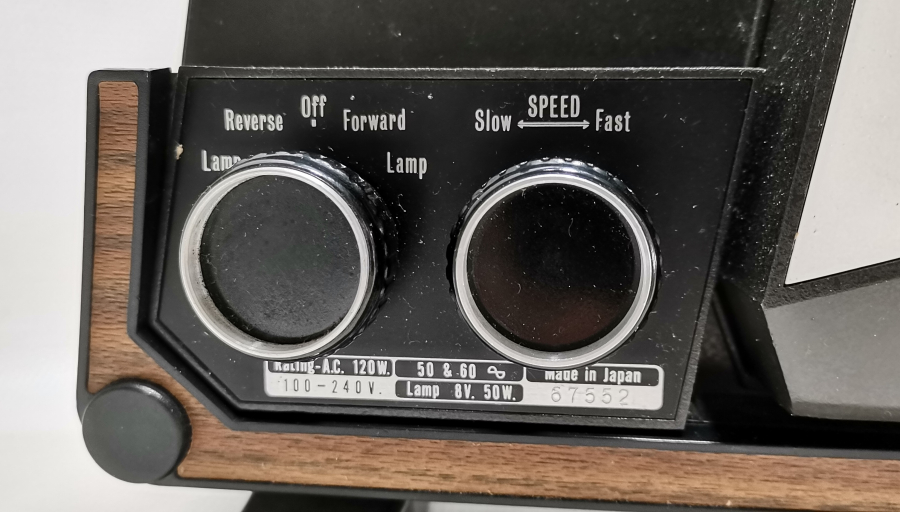 Off
Reverse Forward
Lamp Lamp
SPEED
Slow Fast
Rating-A.C. 120W.
100-240V.
50 & 60
Lamp 8V. 50W.
Made in Japan
67552